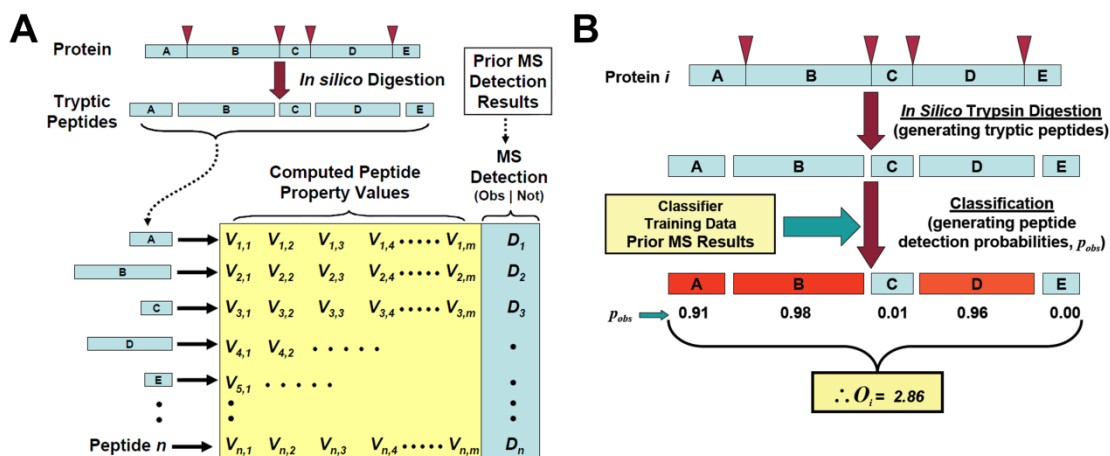 A
Protein
A B C D E
In silico Digestion
Tryptic
Peptides
A B C D E
Prior MS
Detection
Results
Computed Peptide
Property Values
MS
Detection
(Obs | Not)
A V1,1 V1,2 V1,3 V1,4 ••••• V1,m D1
B V2,1 V2,2 V2,3 V2,4 ••••• V2,m D2
C V3,1 V3,2 V3,3 V3,4 ••••• V3,m D3
D V4,1 V4,2 • • • • • •
E V5,1 • • • • • •
Peptide n Vn,1 Vn,2 Vn,3 Vn,4 ••••• Vn,m Dn
B
Protein i
A B C D E
In Silico Trypsin Digestion
(generating tryptic peptides)
A B C D E
Classifier
Training Data
Prior MS Results
Classification
(generating peptide
detection probabilities, pobs)
A B C D E
pobs 0.91 0.98 0.01 0.96 0.00
∴ Oi = 2.86